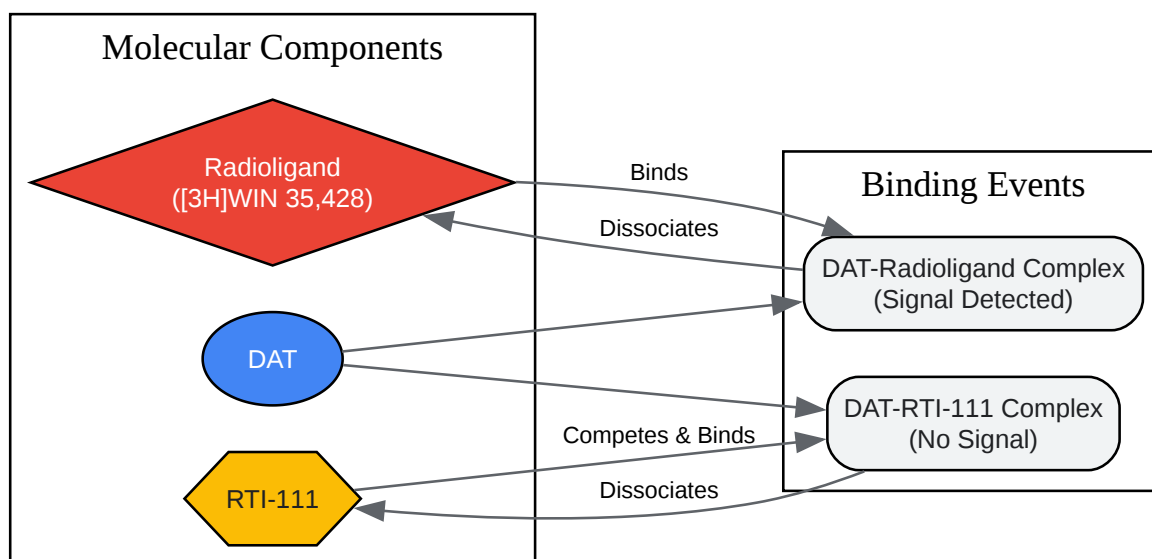 Molecular Components
Radioligand
([3H]WIN 35,428)
DAT
RTI-111
Binds
Dissociates
Competes & Binds
Dissociates
Binding Events
DAT-Radioligand Complex
(Signal Detected)
DAT-RTI-111 Complex
(No Signal)